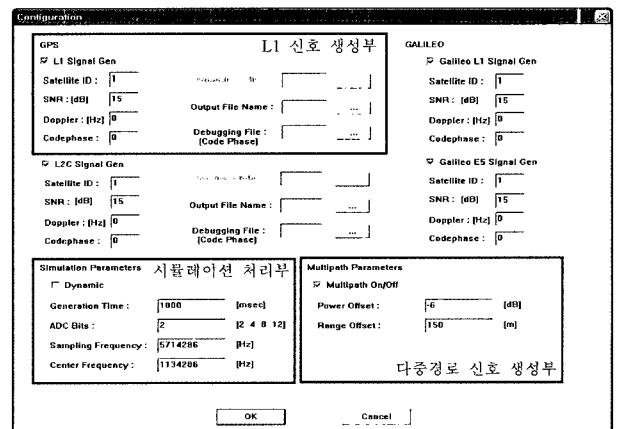 Configuration
GPS
L1 신호 생성부
L1 Signal Gen
Satellite ID : 1
SNR : [dB] 15
Output File Name : ...
Doppler : [Hz] 0
Debugging File : ...
[Code Phase]
Codephase : 0
L2C Signal Gen
Satellite ID : 1
SNR : [dB] 15
Output File Name : ...
Doppler : [Hz] 0
Debugging File : ...
[Code Phase]
Codephase : 0
GALILEO
Galileo L1 Signal Gen
Satellite ID : 1
SNR : [dB] 15
Doppler : [Hz] 0
Codephase : 0
Galileo E5 Signal Gen
Satellite ID : 1
SNR : [dB] 15
Doppler : [Hz] 0
Codephase : 0
Simulation Parameters
시뮬레이션 처리부
Dynamic
Generation Time : 1000 [msec]
ADC Bits : 2 [2 4 8 12]
Sampling Frequency : 5714286 [Hz]
Center Frequency : 1134286 [Hz]
Multipath Parameters
Multipath On/Off
Power Offset : -6 [dB]
Range Offset : 150 [m]
다중경로 신호 생성부
OK
Cancel